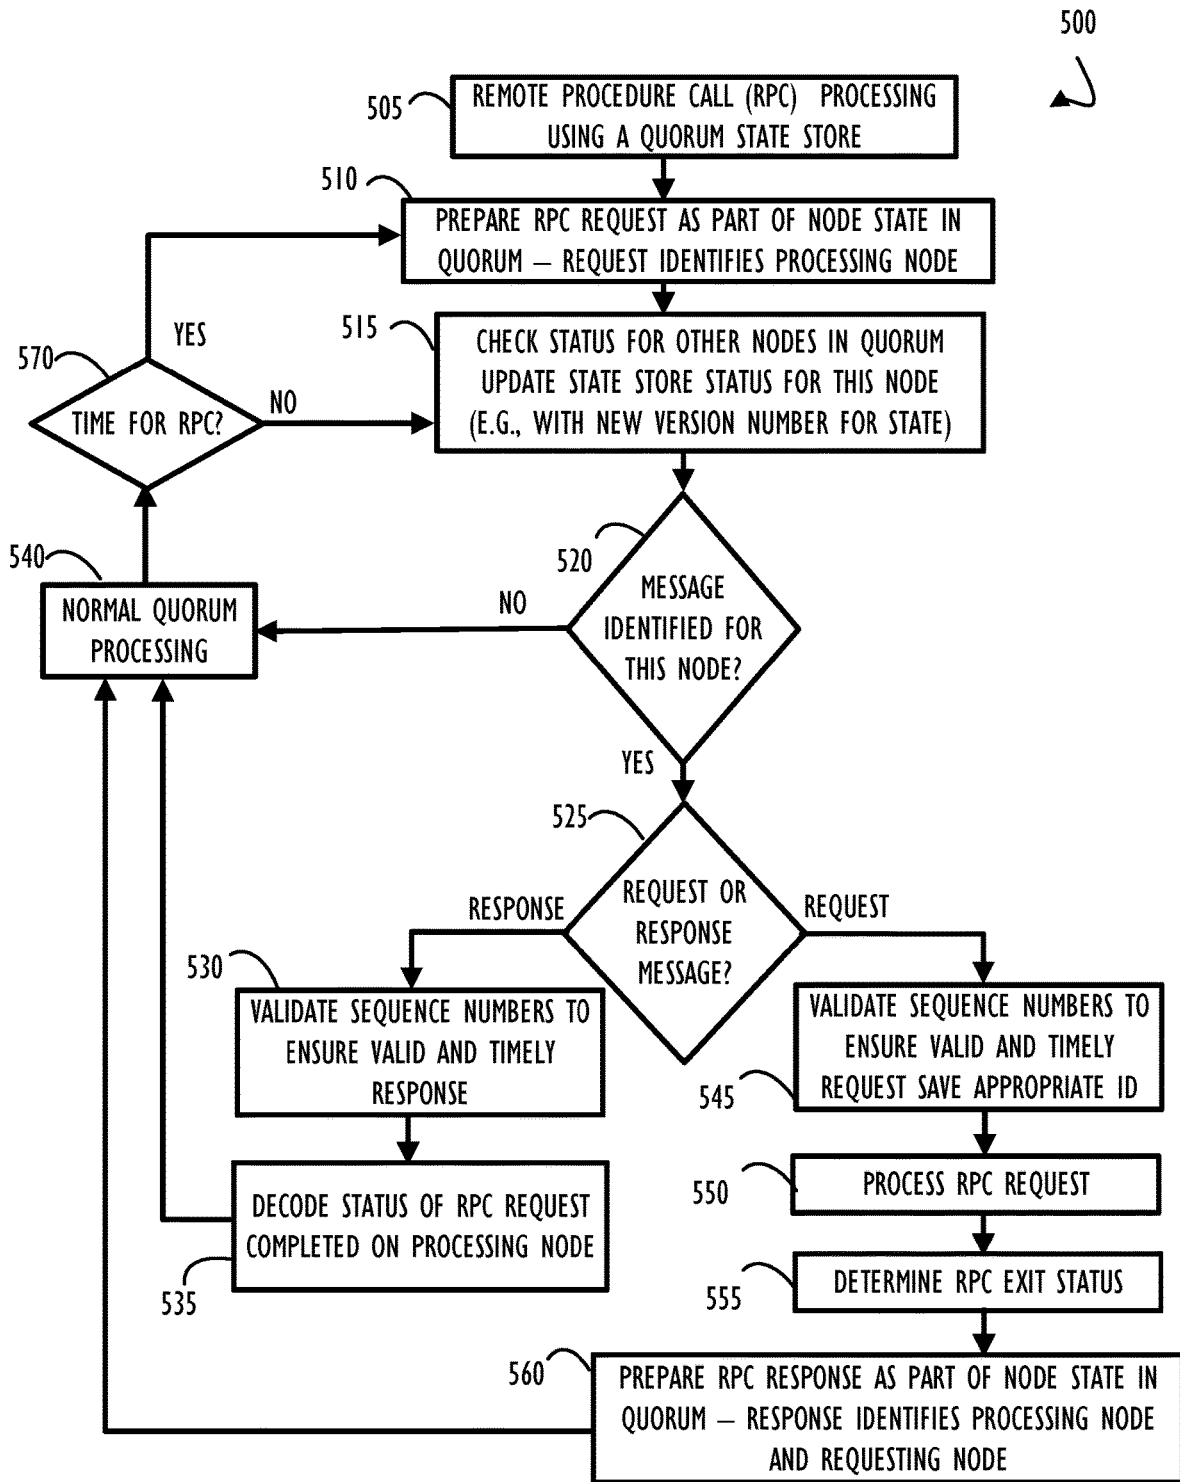 500
505
REMOTE PROCEDURE CALL (RPC) PROCESSING
USING A QUORUM STATE STORE
510
PREPARE RPC REQUEST AS PART OF NODE STATE IN
QUORUM — REQUEST IDENTIFIES PROCESSING NODE
515
CHECK STATUS FOR OTHER NODES IN QUORUM
UPDATE STATE STORE STATUS FOR THIS NODE
(E.G., WITH NEW VERSION NUMBER FOR STATE)
YES
570
TIME FOR RPC?
NO
520
MESSAGE
IDENTIFIED FOR
THIS NODE?
NO
540
NORMAL QUORUM
PROCESSING
YES
525
REQUEST OR
RESPONSE
MESSAGE?
RESPONSE
REQUEST
530
VALIDATE SEQUENCE NUMBERS TO
ENSURE VALID AND TIMELY
RESPONSE
DECODE STATUS OF RPC REQUEST
COMPLETED ON PROCESSING NODE
535
VALIDATE SEQUENCE NUMBERS TO
ENSURE VALID AND TIMELY
REQUEST SAVE APPROPRIATE ID
545
PROCESS RPC REQUEST
550
DETERMINE RPC EXIT STATUS
555
560
PREPARE RPC RESPONSE AS PART OF NODE STATE IN
QUORUM — RESPONSE IDENTIFIES PROCESSING NODE
AND REQUESTING NODE